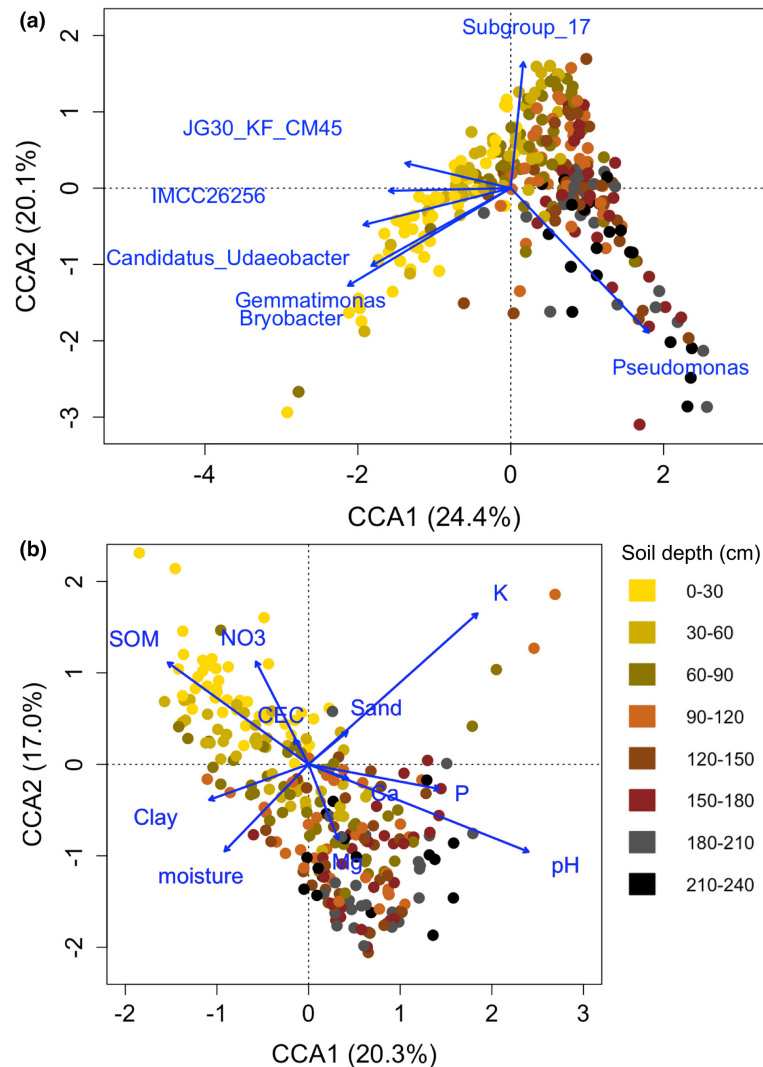 (a)
2
1
0
-1
-2
-3
CCA2 (20.1%)
Subgroup_17
JG30_KF_CM45
IMCC26256
Candidatus_Udaeobacter
Gemmatimonas
Bryobacter
Pseudomonas
-4
-2
0
2
CCA1 (24.4%)
(b)
2
1
0
-1
-2
CCA2 (17.0%)
K
SOM
NO3
CEC
Sand
Ca
P
Clay
moisture
Mg
pH
-2
-1
0
1
2
3
CCA1 (20.3%)
Soil depth (cm)
0-30
30-60
60-90
90-120
120-150
150-180
180-210
210-240